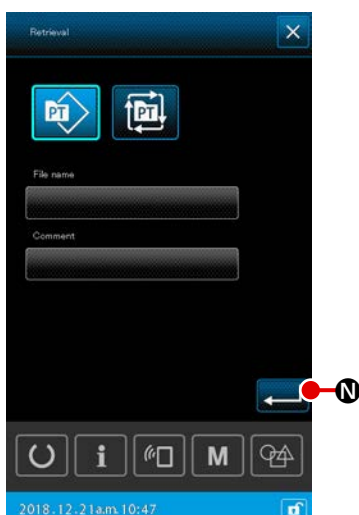 Retrieval
PT
PT
File name
Comment
N
i
M
2018.12.21a.m.10:47